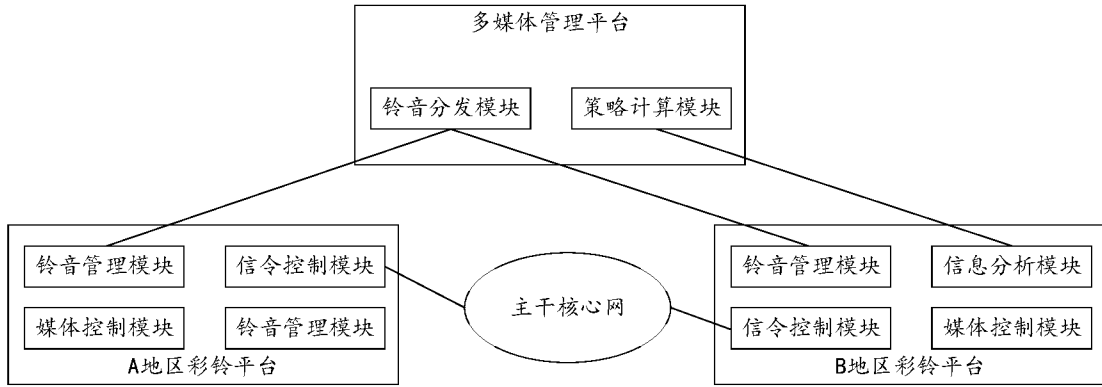 多媒体管理平台
铃音分发模块
策略计算模块
铃音管理模块
信令控制模块
媒体控制模块
铃音管理模块
A地区彩铃平台
主干核心网
铃音管理模块
信息分析模块
信令控制模块
媒体控制模块
B地区彩铃平台